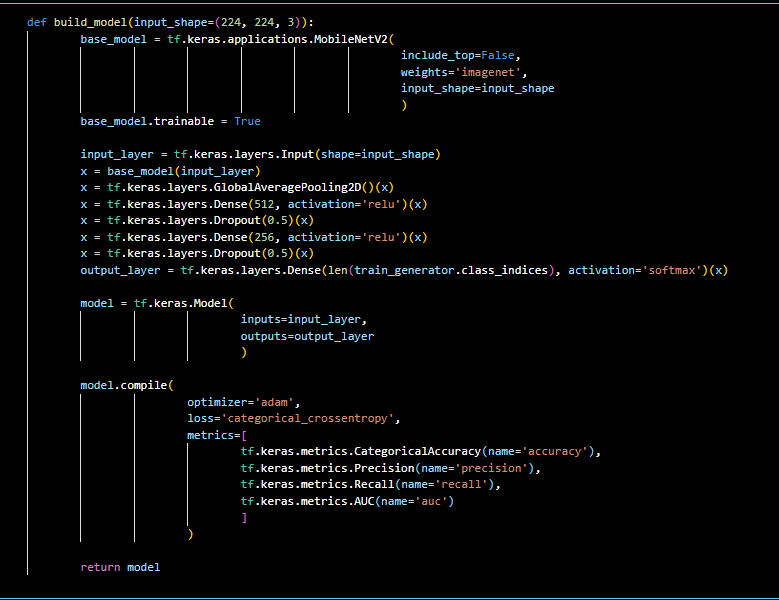 def build_model(input_shape=(224, 224, 3)):
base_model = tf.keras.applications.MobileNetV2(
include_top=False,
weights='imagenet',
input_shape=input_shape
)
base_model.trainable = True
input_layer = tf.keras.layers.Input(shape=input_shape)
x = base_model(input_layer)
x = tf.keras.layers.GlobalAveragePooling2D()(x)
x = tf.keras.layers.Dense(512, activation='relu')(x)
x = tf.keras.layers.Dropout(0.5)(x)
x = tf.keras.layers.Dense(256, activation='relu')(x)
x = tf.keras.layers.Dropout(0.5)(x)
output_layer = tf.keras.layers.Dense(len(train_generator.class_indices), activation='softmax')(x)
model = tf.keras.Model(
inputs=input_layer,
outputs=output_layer
)
model.compile(
optimizer='adam',
loss='categorical_crossentropy',
metrics=[
tf.keras.metrics.CategoricalAccuracy(name='accuracy'),
tf.keras.metrics.Precision(name='precision'),
tf.keras.metrics.Recall(name='recall'),
tf.keras.metrics.AUC(name='auc')
]
)
return model